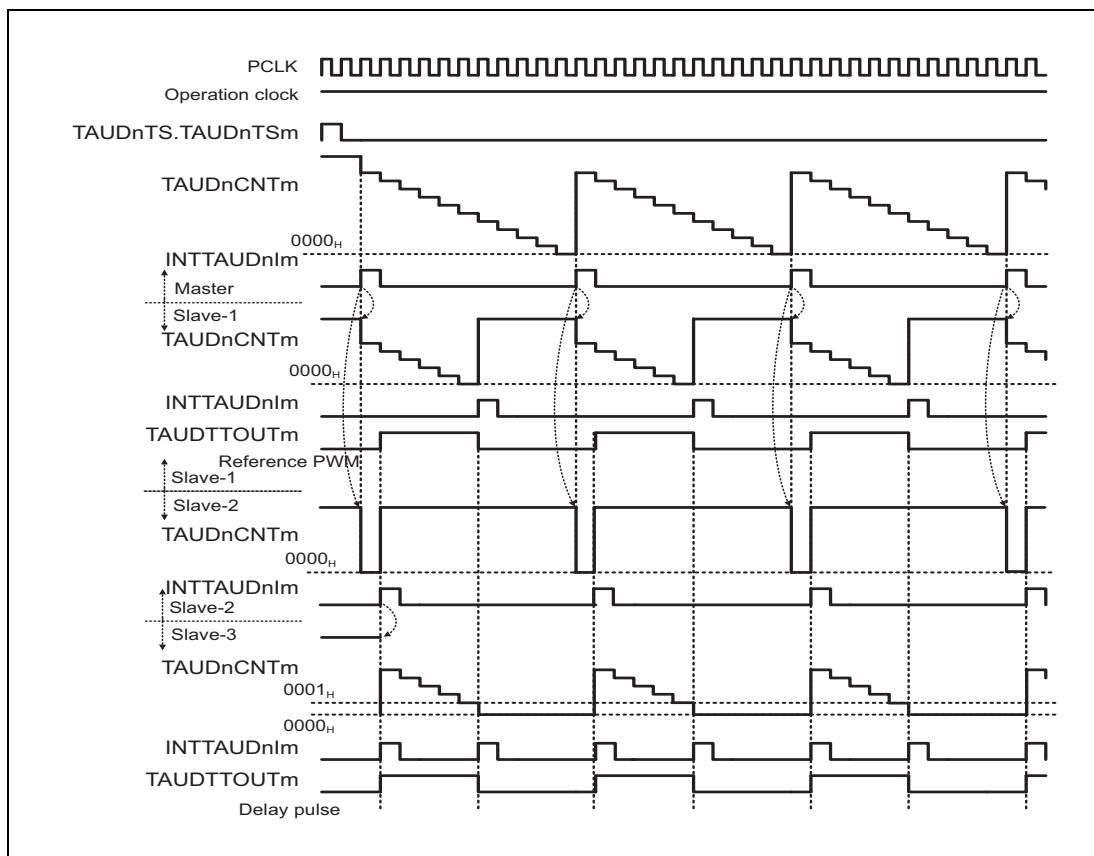 PCLK
Operation clock
TAUDnTS.TAUDnTSm
TAUDnCNTm
0000H
INTTAUDnIm
Master
Slave-1
TAUDnCNTm
0000H
INTTAUDnIm
TAUDTTOUTm
Reference PWM
Slave-1
Slave-2
TAUDnCNTm
0000H
INTTAUDnIm
Slave-2
Slave-3
TAUDnCNTm
0001H
0000H
INTTAUDnIm
TAUDTTOUTm
Delay pulse